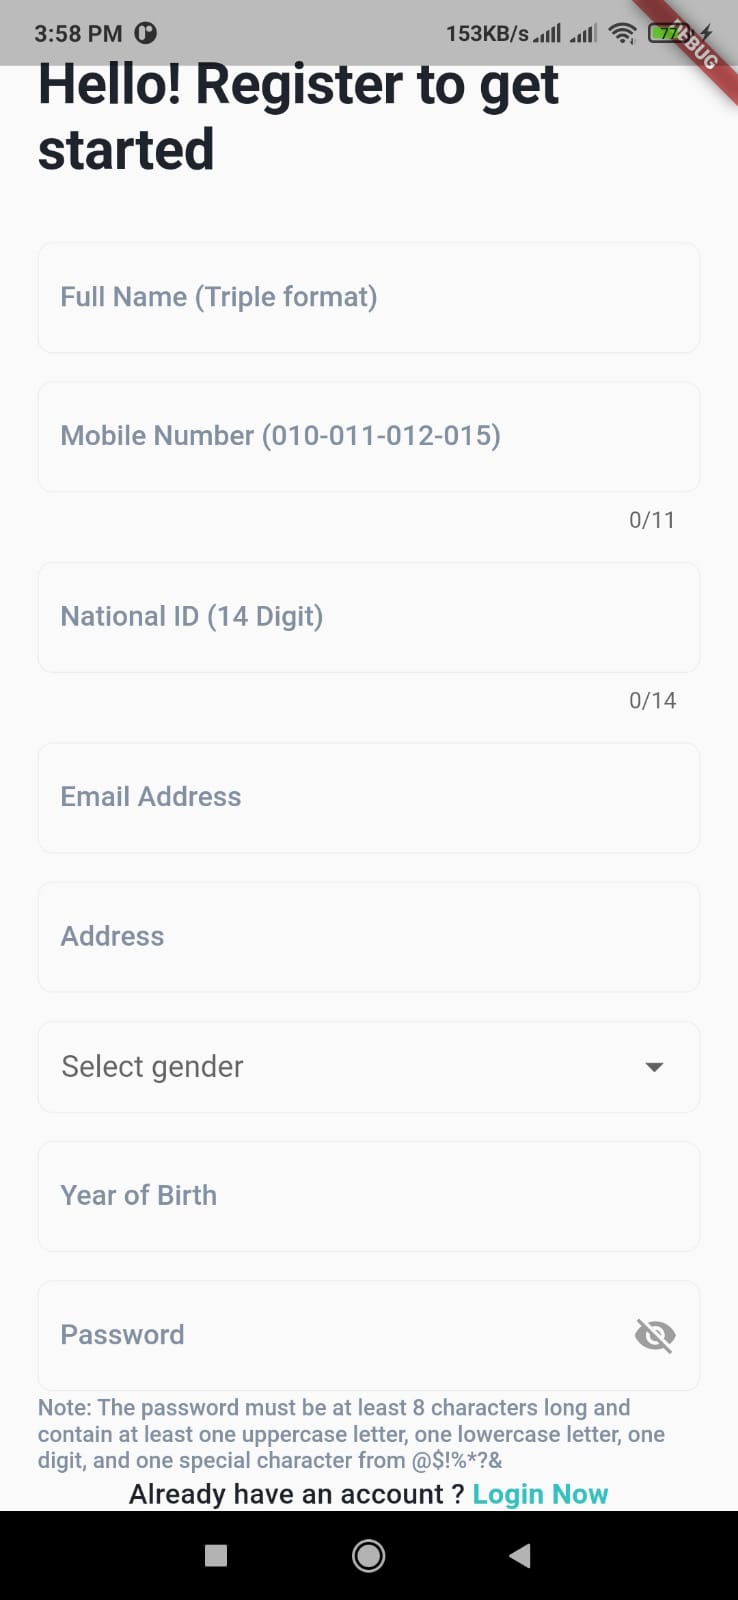 3:58 PM 153KB/s 77
DEBUG
Hello! Register to get
started
Full Name (Triple format)
Mobile Number (010-011-012-015)
0/11
National ID (14 Digit)
0/14
Email Address
Address
Select gender
Year of Birth
Password
Note: The password must be at least 8 characters long and
contain at least one uppercase letter, one lowercase letter, one
digit, and one special character from @$!%*?&
Already have an account ? Login Now